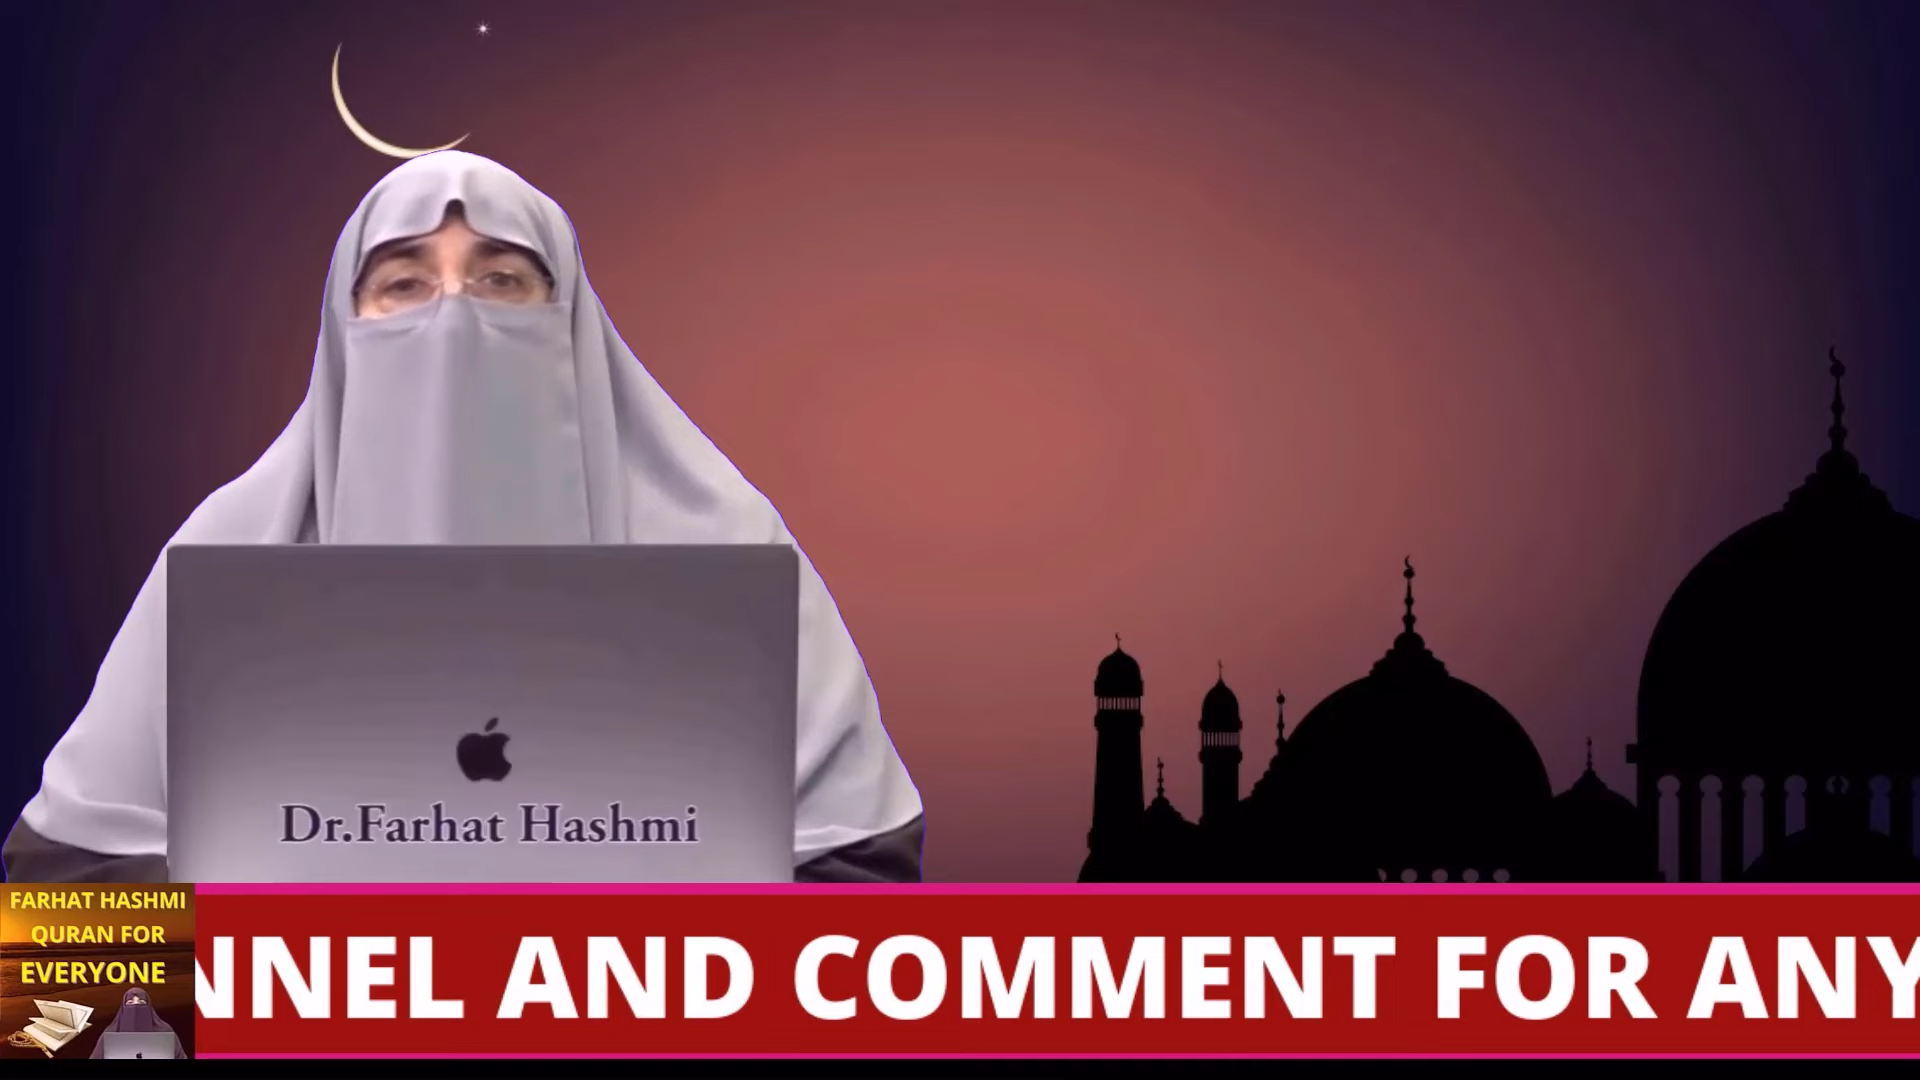 Dr.Farhat Hashmi
FARHAT HASHMI
QURAN FOR
EVERYONE
NNEL AND COMMENT FOR ANY